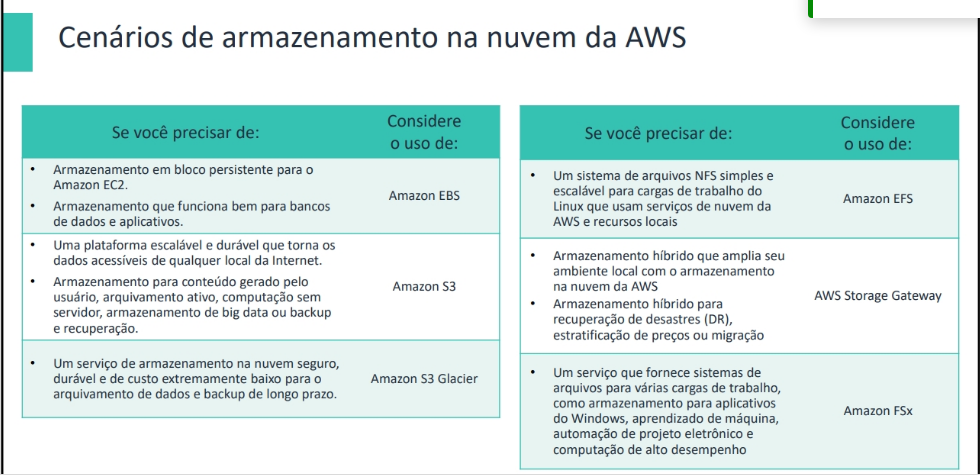 Cenários de armazenamento na nuvem da AWS
Se você precisar de:
Considere
o uso de:
• Armazenamento em bloco persistente para o
Amazon EC2.
• Armazenamento que funciona bem para bancos
de dados e aplicativos.
Amazon EBS
• Uma plataforma escalável e durável que torna os
dados acessíveis de qualquer local da Internet.
• Armazenamento para conteúdo gerado pelo
usuário, arquivamento ativo, computação sem
servidor, armazenamento de big data ou backup
e recuperação.
Amazon S3
• Um serviço de armazenamento na nuvem seguro,
durável e de custo extremamente baixo para o
arquivamento de dados e backup de longo prazo.
Amazon S3 Glacier
Se você precisar de:
Considere
o uso de:
• Um sistema de arquivos NFS simples e
escalável para cargas de trabalho do
Linux que usam serviços de nuvem da
AWS e recursos locais
Amazon EFS
• Armazenamento híbrido que amplia seu
ambiente local com o armazenamento
na nuvem da AWS
• Armazenamento híbrido para
recuperação de desastres (DR),
estratificação de preços ou migração
AWS Storage Gateway
• Um serviço que fornece sistemas de
arquivos para várias cargas de trabalho,
como armazenamento para aplicativos
do Windows, aprendizado de máquina,
automação de projeto eletrônico e
computação de alto desempenho
Amazon FSx